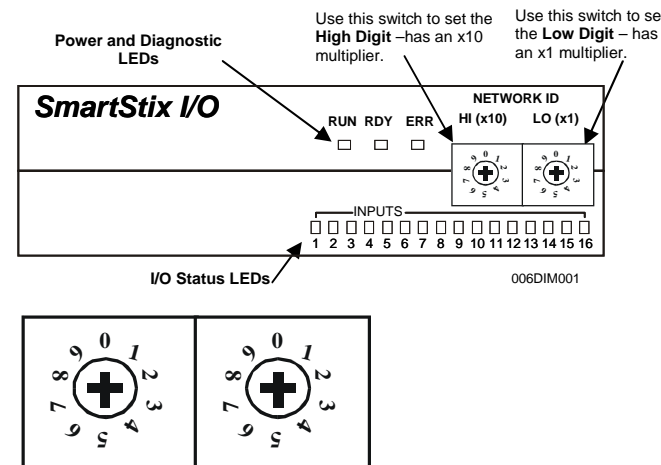 Power and Diagnostic
LEDs
Use this switch to set the
High Digit –has an x10
multiplier.
Use this switch to se
the Low Digit – has
an x1 multiplier.
SmartStix I/O
RUN RDY ERR
NETWORK ID
HI (x10) LO (x1)
0 1 2 3 4 5 6 7 8 9
0 1 2 3 4 5 6 7 8 9
INPUTS
1 2 3 4 5 6 7 8 9 10 11 12 13 14 15 16
I/O Status LEDs
006DIM001
0 1 2 3 4 5 6 7 8 9
0 1 2 3 4 5 6 7 8 9